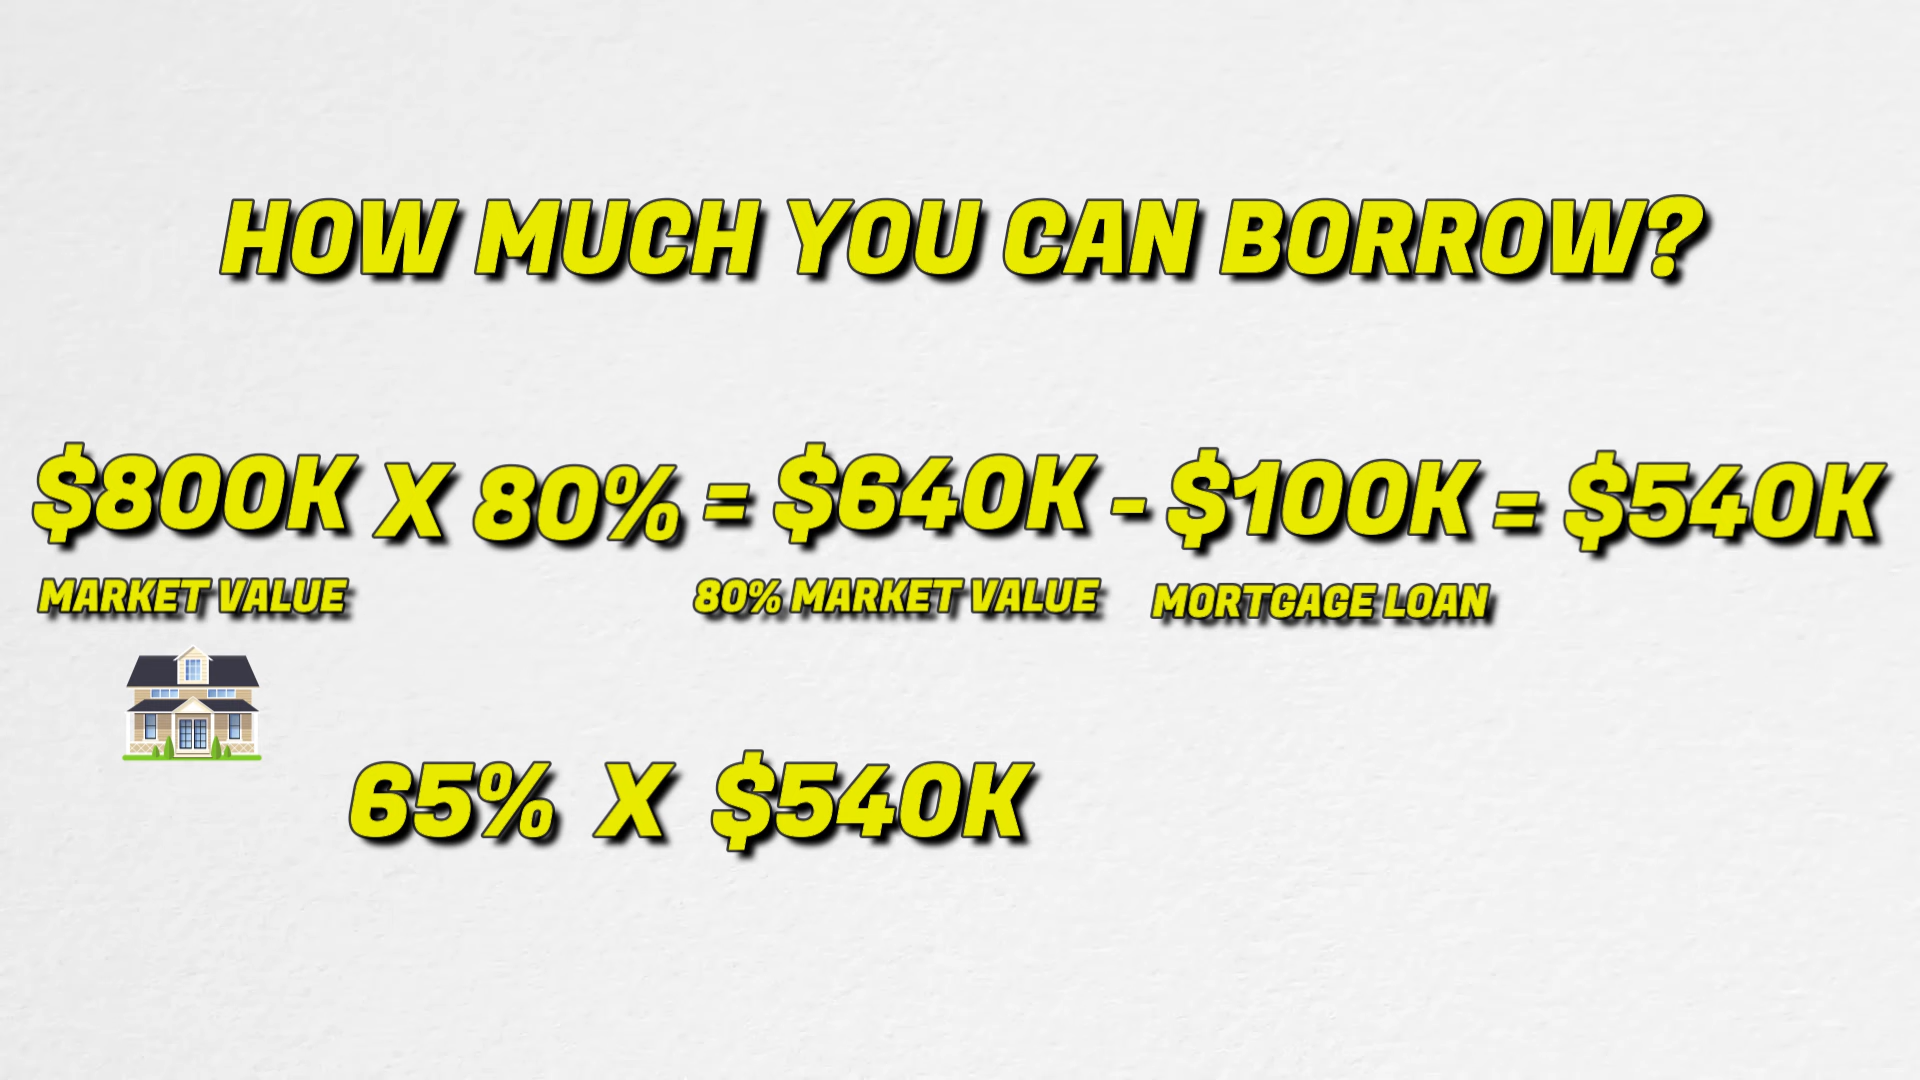 HOW MUCH YOU CAN BORROW?
$800K X 80% = $640K - $100K = $540K
MARKET VALUE 80% MARKET VALUE MORTGAGE LOAN
65% X $540K